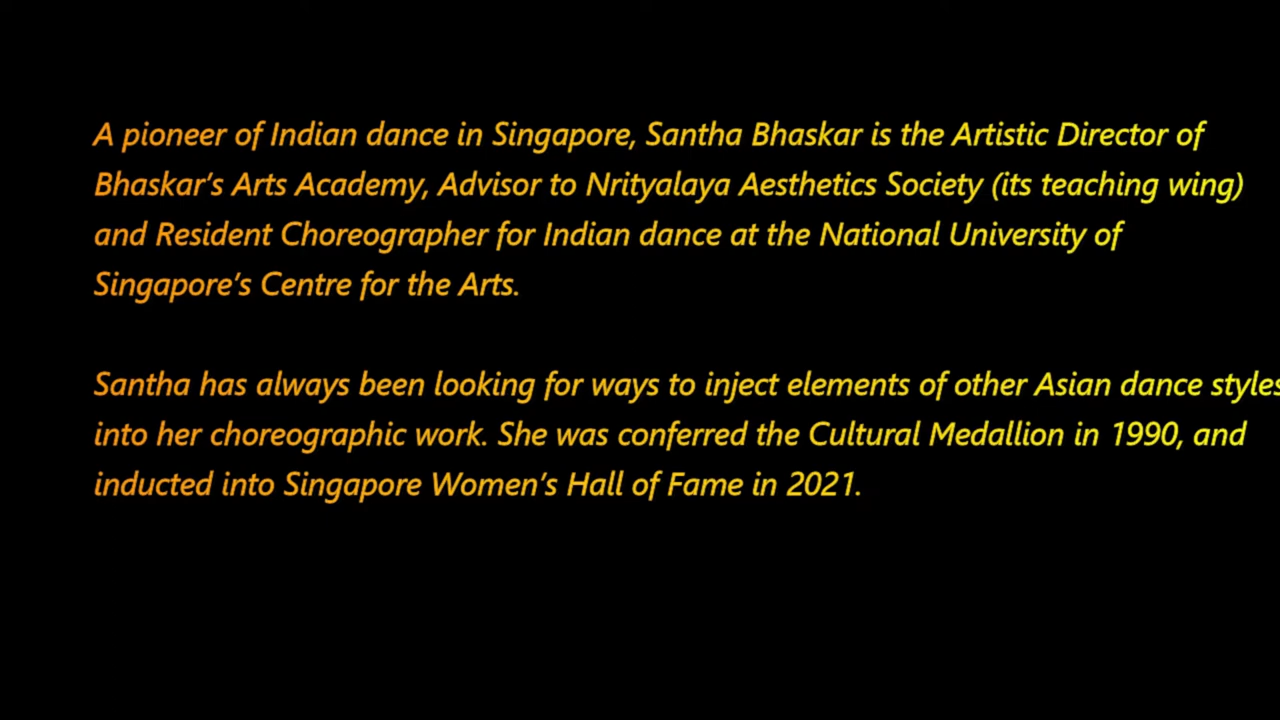 A pioneer of Indian dance in Singapore, Santha Bhaskar is the Artistic Director of
Bhaskar's Arts Academy, Advisor to Nrityalaya Aesthetics Society (its teaching wing)
and Resident Choreographer for Indian dance at the National University of
Singapore's Centre for the Arts.
Santha has always been looking for ways to inject elements of other Asian dance styles
into her choreographic work. She was conferred the Cultural Medallion in 1990, and
inducted into Singapore Women's Hall of Fame in 2021.